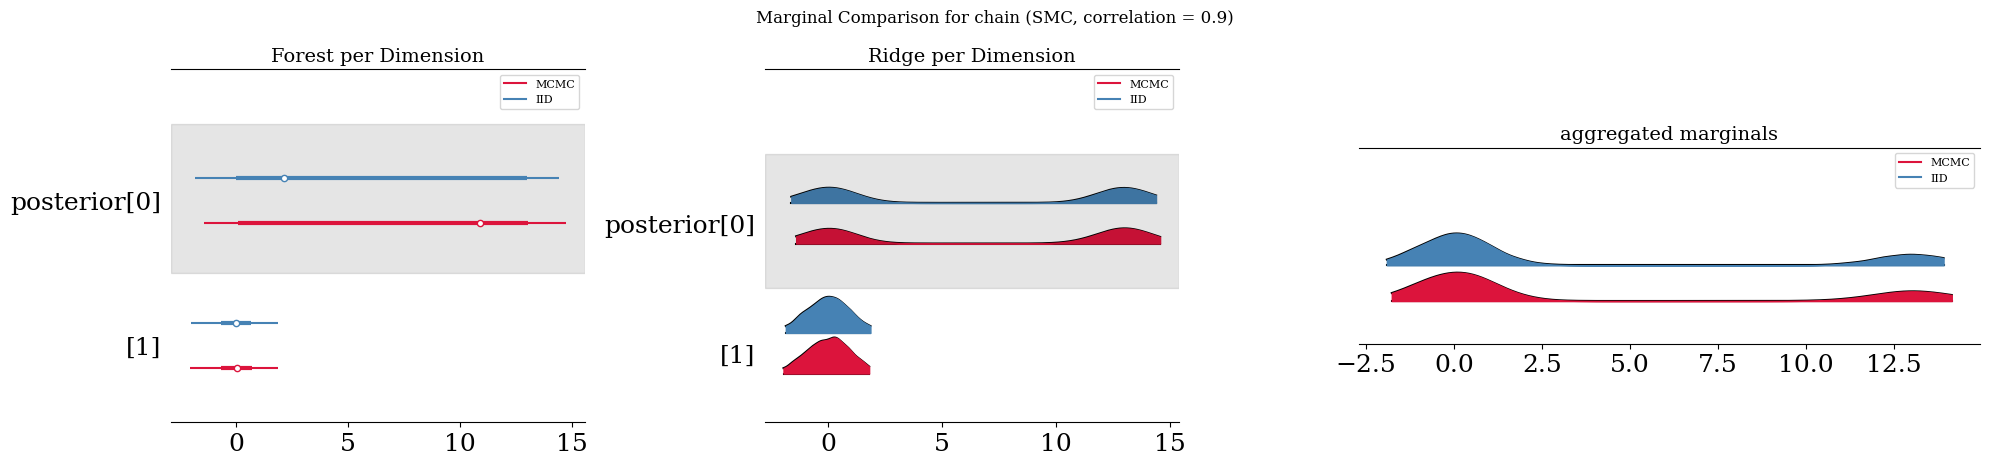 Marginal Comparison for chain (SMC, correlation = 0.9)
Forest per Dimension
MCMC
IID
posterior[0]
[1]
0 5 10 15
Ridge per Dimension
MCMC
IID
posterior[0]
[1]
0 5 10 15
aggregated marginals
MCMC
IID
−2.5 0.0 2.5 5.0 7.5 10.0 12.5